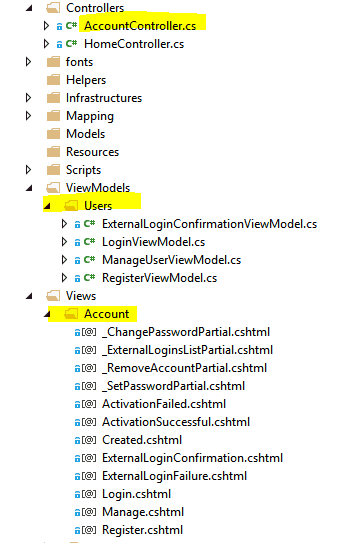 Controllers
C# AccountController.cs
C# HomeController.cs
fonts
Helpers
Infrastructures
Mapping
Models
Resources
Scripts
ViewModels
Users
C# ExternalLoginConfirmationViewModel.cs
C# LoginViewModel.cs
C# ManageUserViewModel.cs
C# RegisterViewModel.cs
Views
Account
[@] _ChangePasswordPartial.cshtml
[@] _ExternalLoginsListPartial.cshtml
[@] _RemoveAccountPartial.cshtml
[@] _SetPasswordPartial.cshtml
[@] ActivationFailed.cshtml
[@] ActivationSuccessful.cshtml
[@] Created.cshtml
[@] ExternalLoginConfirmation.cshtml
[@] ExternalLoginFailure.cshtml
[@] Login.cshtml
[@] Manage.cshtml
[@] Register.cshtml